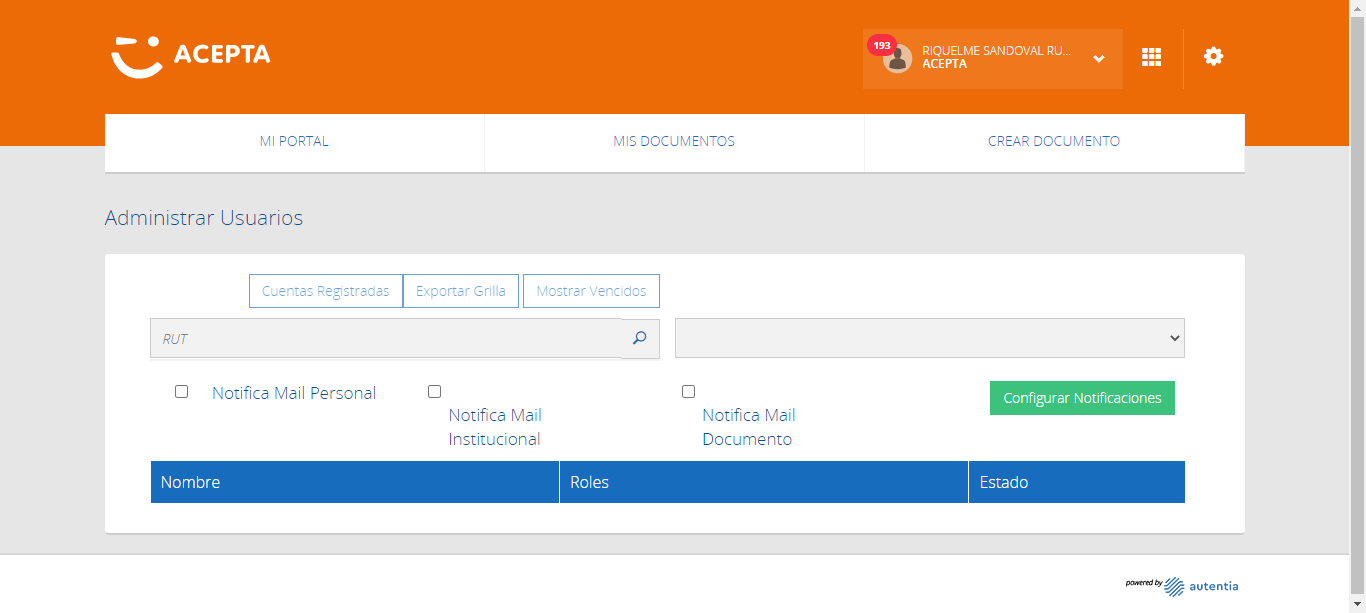 ACEPTA
193
RIQUELME SANDOVAL RU...
ACEPTA
MI PORTAL
MIS DOCUMENTOS
CREAR DOCUMENTO
Administrar Usuarios
Cuentas Registradas
Exportar Grilla
Mostrar Vencidos
RUT
Notifica Mail Personal
Notifica Mail
Institucional
Notifica Mail
Documento
Configurar Notificaciones
Nombre
Roles
Estado
powered by
autentia